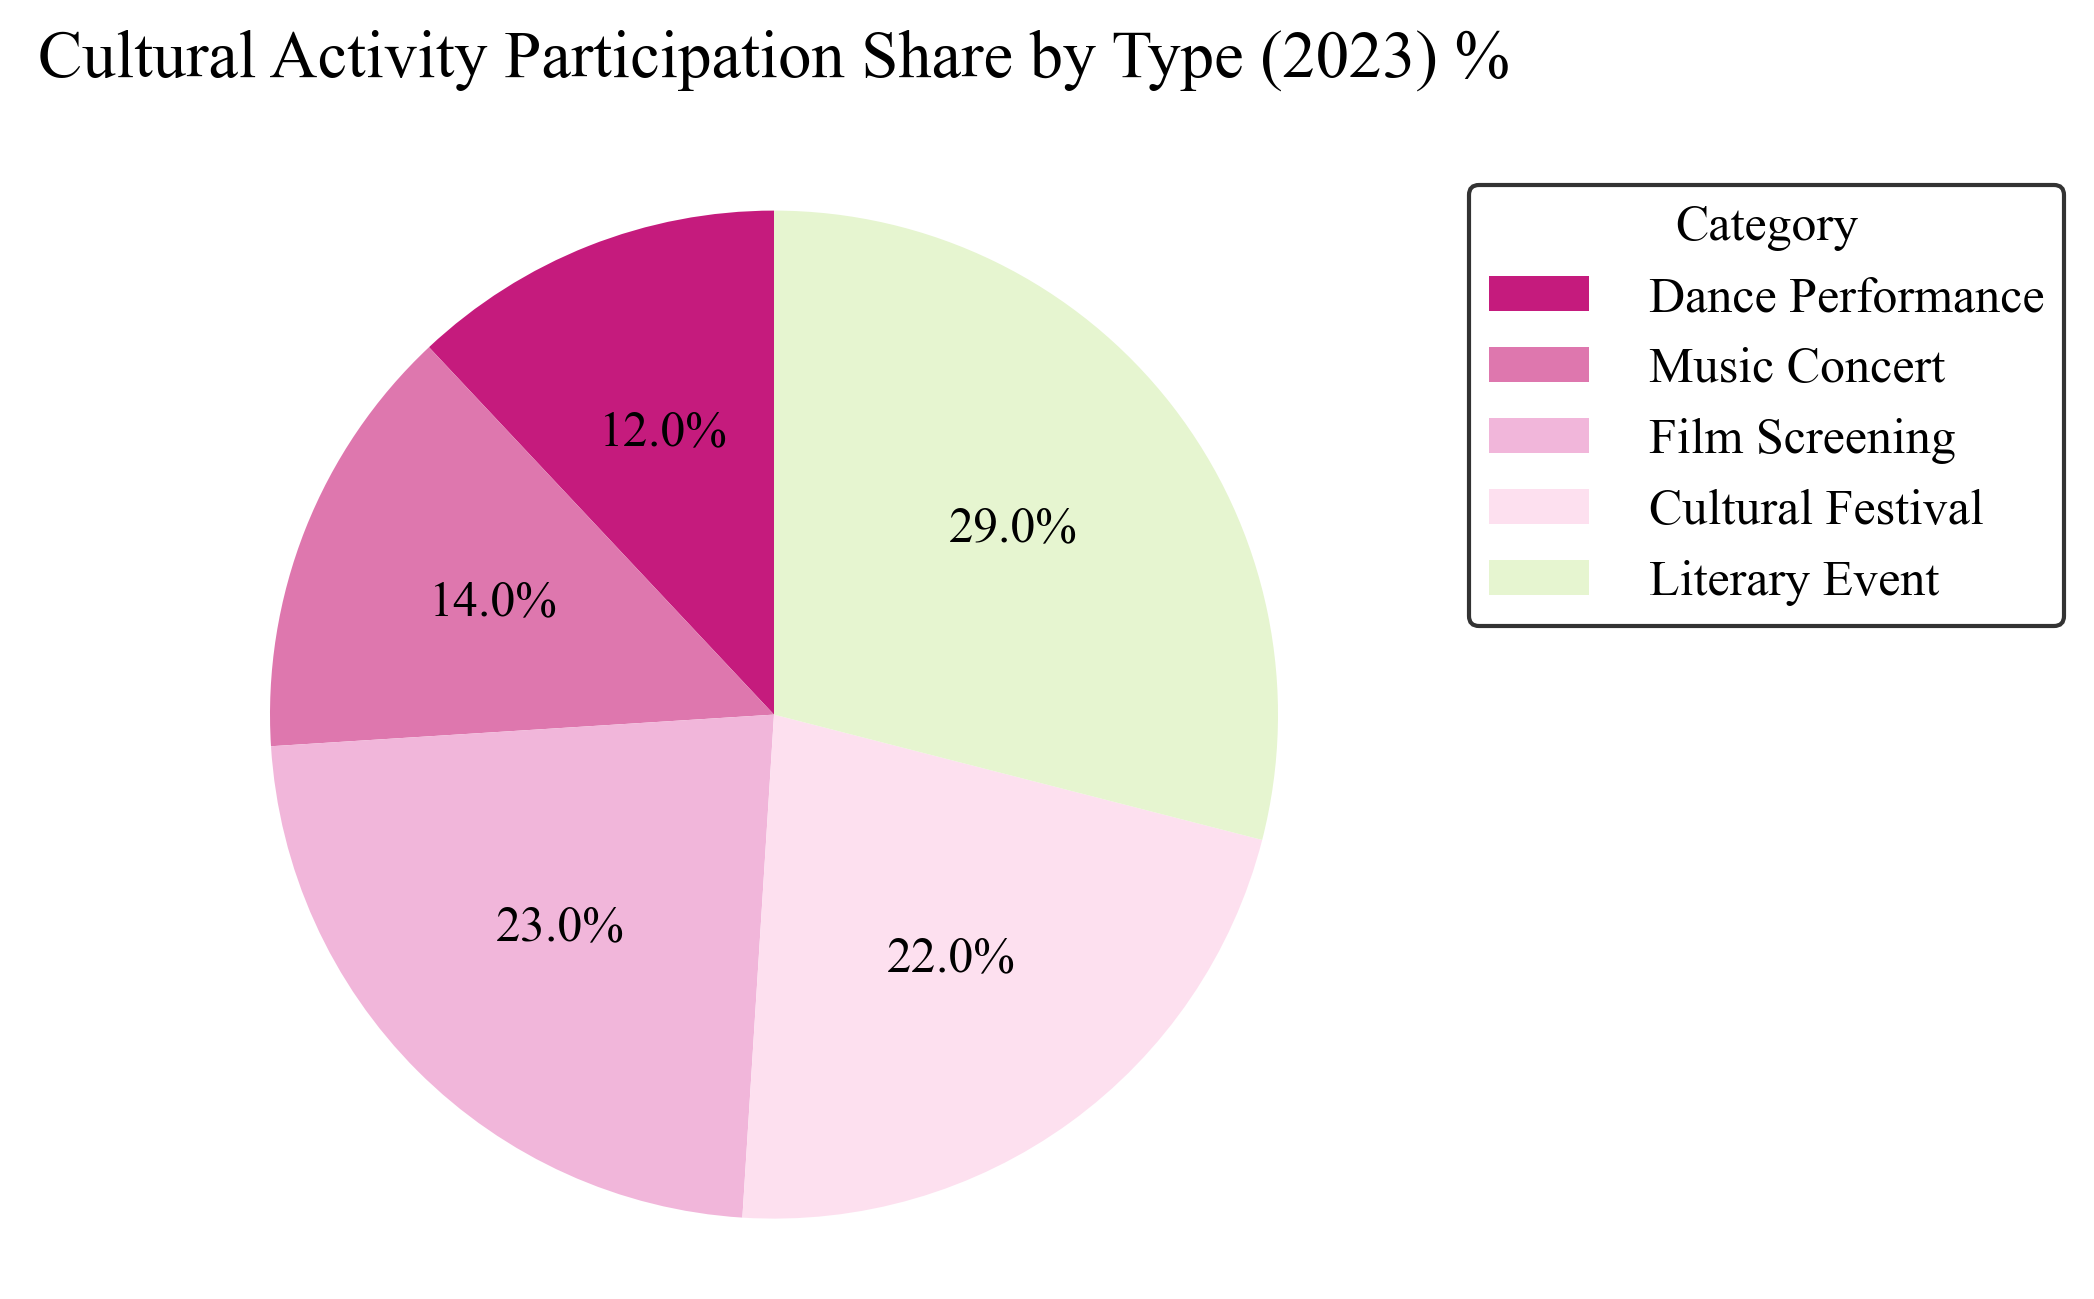 Cultural Activity Participation Share by Type (2023) %
Category
Dance Performance
Music Concert
Film Screening
Cultural Festival
Literary Event
12.0%
29.0%
14.0%
23.0%
22.0%